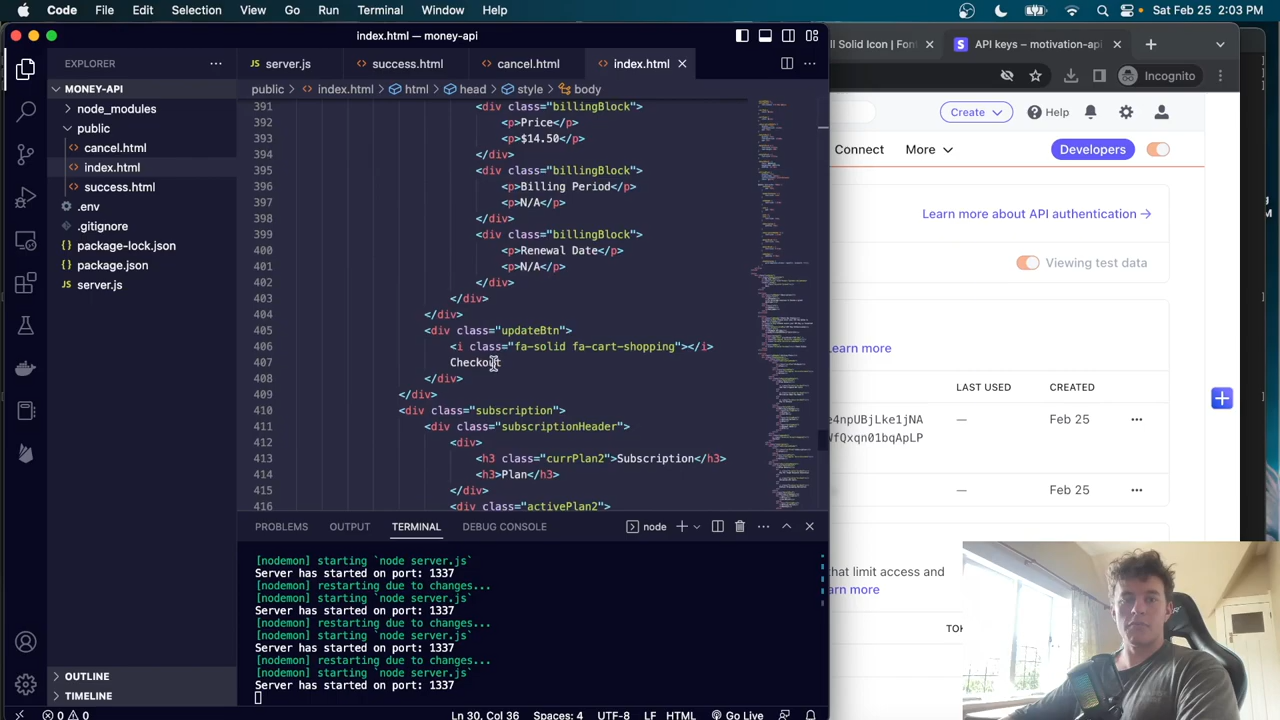 Code File Edit Selection View Go Run Terminal Window Help
Sat Feb 25 2:03 PM
index.html — money-api
EXPLORER
MONEY-API
node_modules
public
cancel.html
index.html
success.html
.env
.gitignore
package-lock.json
package.json
server.js
OUTLINE
TIMELINE
server.js success.html cancel.html index.html
public > index.html > html > head > style > body
391 <div class="billingBlock">
392 <p>Price</p>
393 <p>$14.50</p>
394 </div>
395 <div class="billingBlock">
396 <p>Billing Period</p>
397 <p>N/A</p>
398 </div>
399 <div class="billingBlock">
400 <p>Renewal Date</p>
401 <p>N/A</p>
402 </div>
403 </div>
404 </div>
405 <div class="updateBtn">
406 <i class="fa-solid fa-cart-shopping"></i>
407 Checkout
408 </div>
409 </div>
410 <div class="subscription">
411 <div class="subscriptionHeader">
412 <div>
413 <h3 class="currPlan2">Subscription</h3>
414 <h3>Plan</h3>
415 </div>
416 <div class="activePlan2">
PROBLEMS OUTPUT TERMINAL DEBUG CONSOLE
node
[nodemon] starting `node server.js`
Server has started on port: 1337
[nodemon] restarting due to changes...
[nodemon] starting `node server.js`
Server has started on port: 1337
[nodemon] restarting due to changes...
[nodemon] starting `node server.js`
Server has started on port: 1337
[nodemon] restarting due to changes...
[nodemon] starting `node server.js`
Server has started on port: 1337
0 0
Ln 30, Col 36 Spaces: 4 UTF-8 LF HTML Go Live
ll Solid Icon | Font
API keys – motivation-api
Incognito
Create
Help
Connect More Developers
Learn more about API authentication →
Viewing test data
Learn more
LAST USED CREATED
e4npUBjLke1jNA — Feb 25
WfQxqn01bqApLP
— Feb 25
that limit access and
arn more